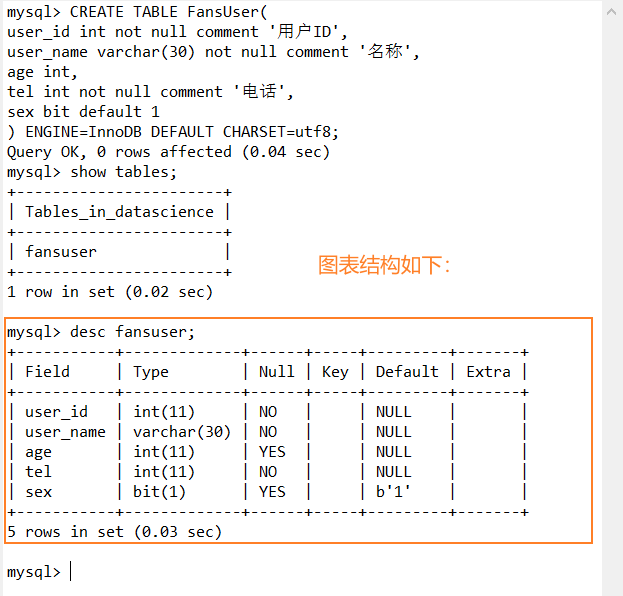 mysql> CREATE TABLE FansUser(
user_id int not null comment '用户ID',
user_name varchar(30) not null comment '名称',
age int,
tel int not null comment '电话',
sex bit default 1
) ENGINE=InnoDB DEFAULT CHARSET=utf8;
Query OK, 0 rows affected (0.04 sec)
mysql> show tables;
+-----------------------+
| Tables_in_datascience |
+-----------------------+
| fansuser              |
+-----------------------+
图表结构如下：
1 row in set (0.02 sec)
mysql> desc fansuser;
+-----------+-------------+------+-----+---------+-------+
| Field     | Type        | Null | Key | Default | Extra |
+-----------+-------------+------+-----+---------+-------+
| user_id   | int(11)     | NO   |     | NULL    |       |
| user_name | varchar(30) | NO   |     | NULL    |       |
| age       | int(11)     | YES  |     | NULL    |       |
| tel       | int(11)     | NO   |     | NULL    |       |
| sex       | bit(1)      | YES  |     | b'1'    |       |
+-----------+-------------+------+-----+---------+-------+
5 rows in set (0.03 sec)
mysql>